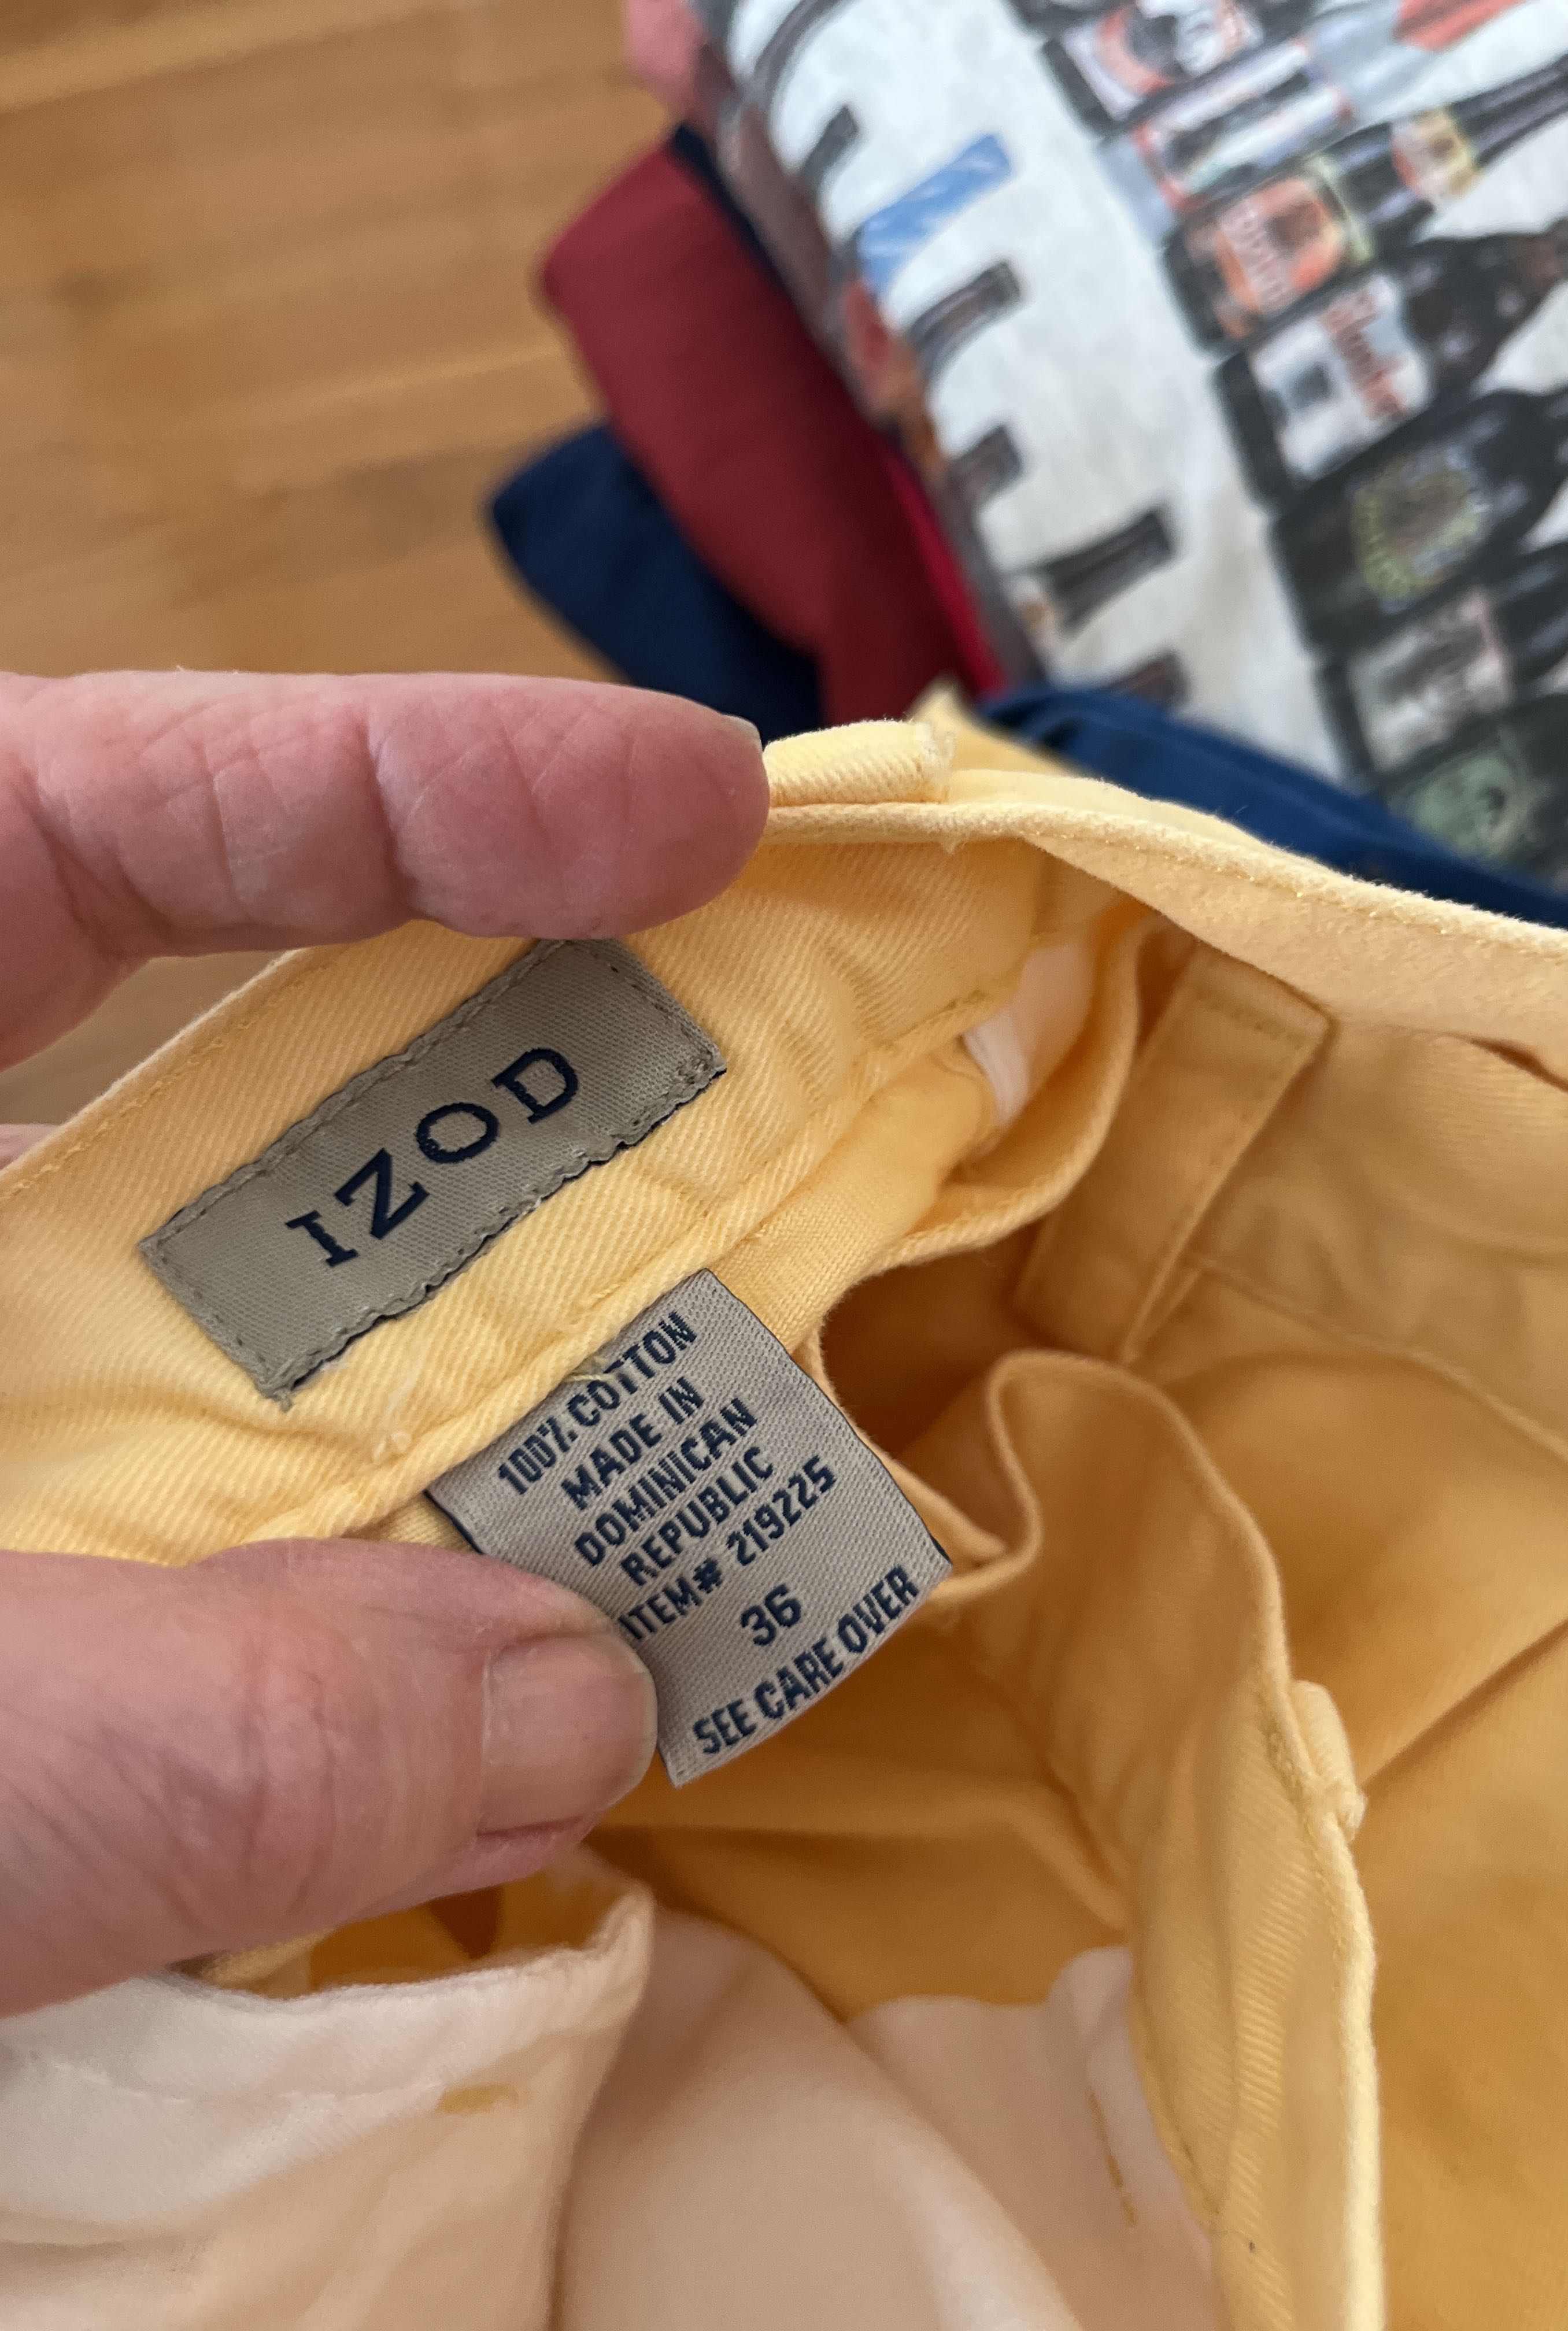 IZOD
100% COTTON
MADE IN
DOMINICAN
REPUBLIC
ITEM# 219225
36
SEE CARE OVER